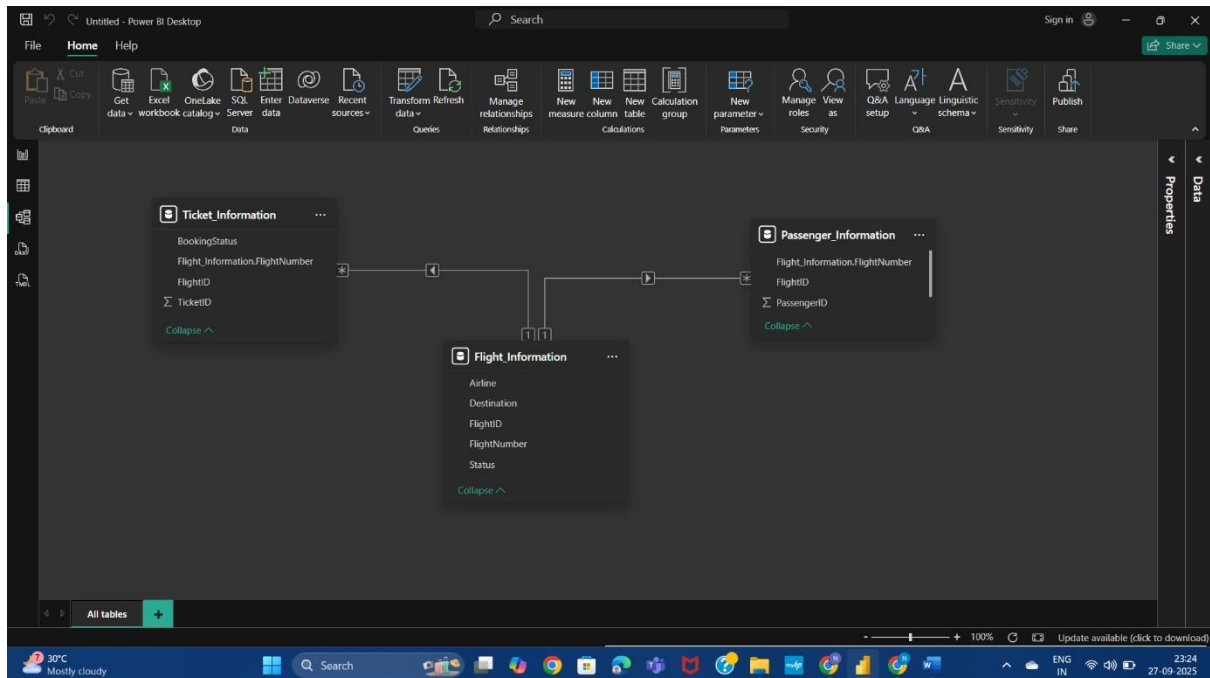 Untitled - Power BI Desktop
Search
Sign in
File Home Help
Share
Paste
Cut
Copy
Clipboard
Get data
Excel workbook
OneLake catalog
SQL Server
Enter data
Dataverse
Recent sources
Data
Transform data
Refresh
Queries
Manage relationships
Relationships
New measure
New column
New table
Calculation group
Calculations
New parameter
Parameters
Manage roles
View as
Security
Q&A setup
Language
Linguistic schema
Q&A
Sensitivity
Sensitivity
Publish
Share
DAX
TMDL
Properties
Data
Ticket_Information ...
BookingStatus
Flight_Information.FlightNumber
FlightID
Σ TicketID
Collapse
Passenger_Information ...
Flight_Information.FlightNumber
FlightID
Σ PassengerID
Collapse
*
*
1 1
Flight_Information ...
Airline
Destination
FlightID
FlightNumber
Status
Collapse
All tables +
- + 100%
Update available (click to download)
7
30°C
Mostly cloudy
Search
ENG
IN
23:24
27-09-2025